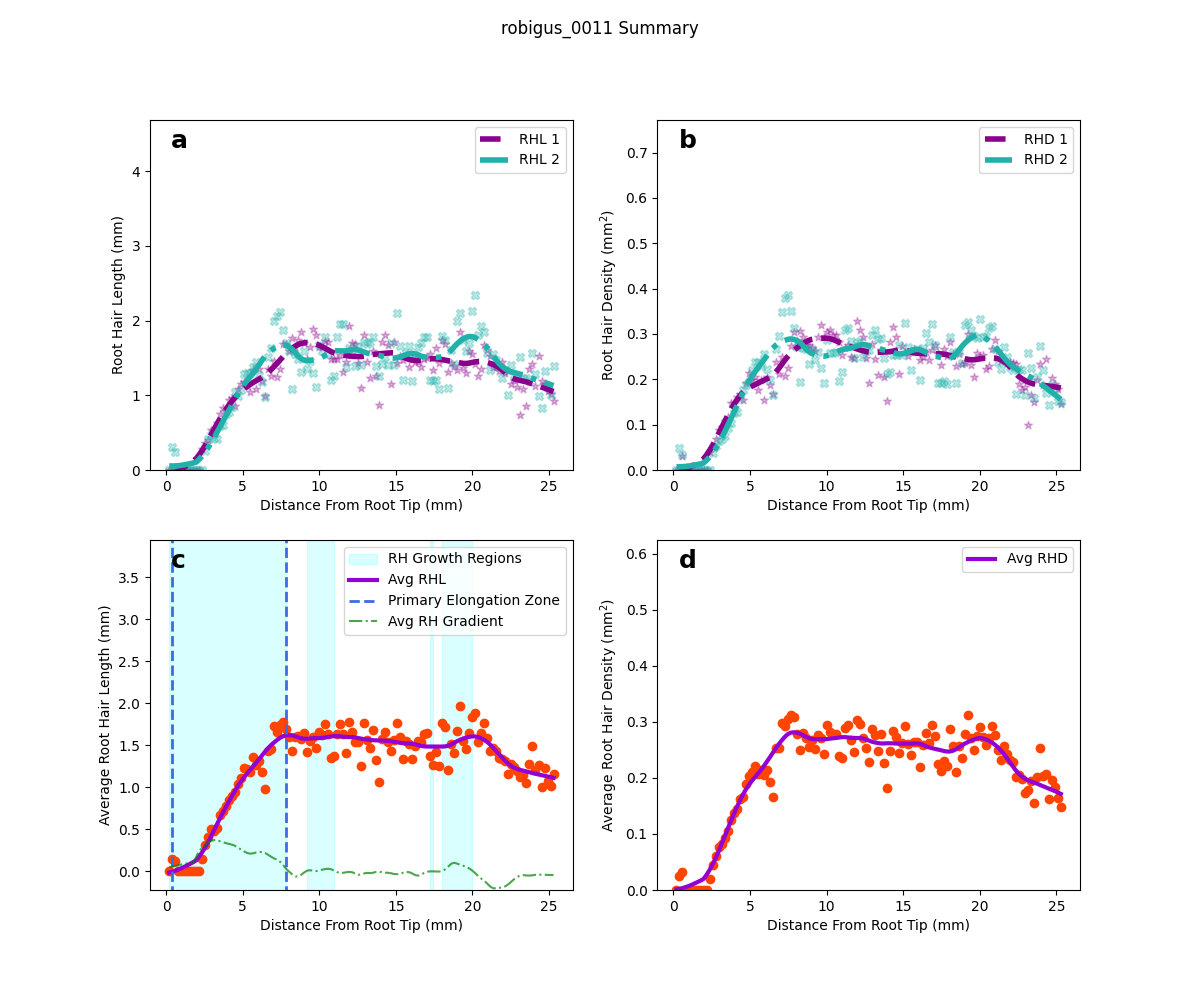 robigus_0011 Summary
a
RHL 1
RHL 2
Root Hair Length (mm)
4
3
2
1
0
0 5 10 15 20 25
Distance From Root Tip (mm)
b
RHD 1
RHD 2
Root Hair Density (mm²)
0.7
0.6
0.5
0.4
0.3
0.2
0.1
0.0
0 5 10 15 20 25
Distance From Root Tip (mm)
c
RH Growth Regions
Avg RHL
Primary Elongation Zone
Avg RH Gradient
Average Root Hair Length (mm)
3.5
3.0
2.5
2.0
1.5
1.0
0.5
0.0
0 5 10 15 20 25
Distance From Root Tip (mm)
d
Avg RHD
Average Root Hair Density (mm²)
0.6
0.5
0.4
0.3
0.2
0.1
0.0
0 5 10 15 20 25
Distance From Root Tip (mm)